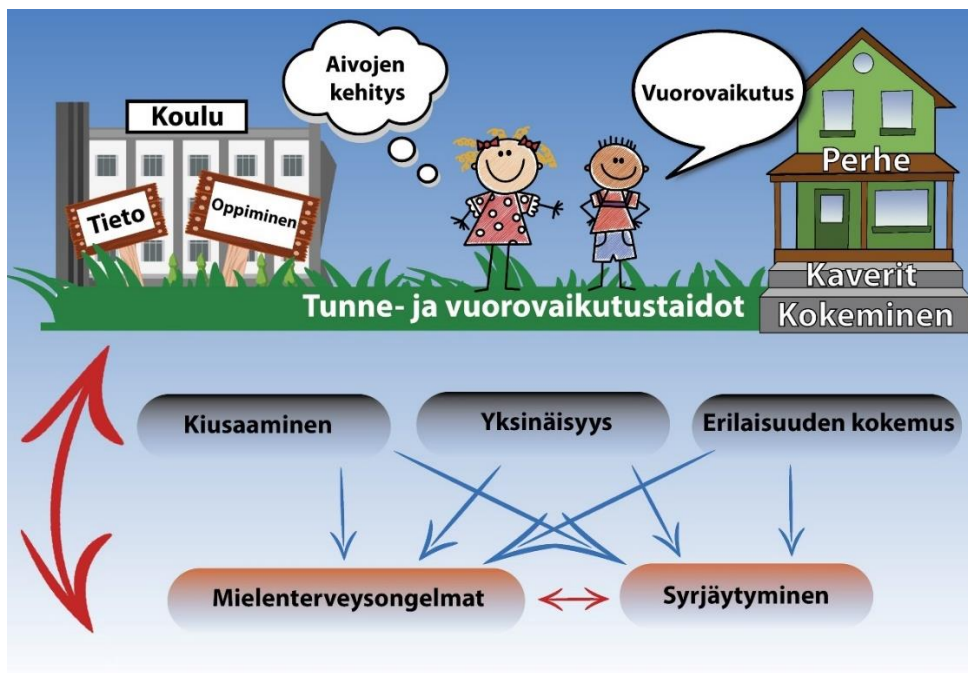 Koulu
Tieto
Oppiminen
Aivojen
kehitys
Vuorovaikutus
Perhe
Kaverit
Kokeminen
Tunne- ja vuorovaikutustaidot
Kiusaaminen
Yksinäisyys
Erilaisuuden kokemus
Mielenterveysongelmat
Syrjäytyminen